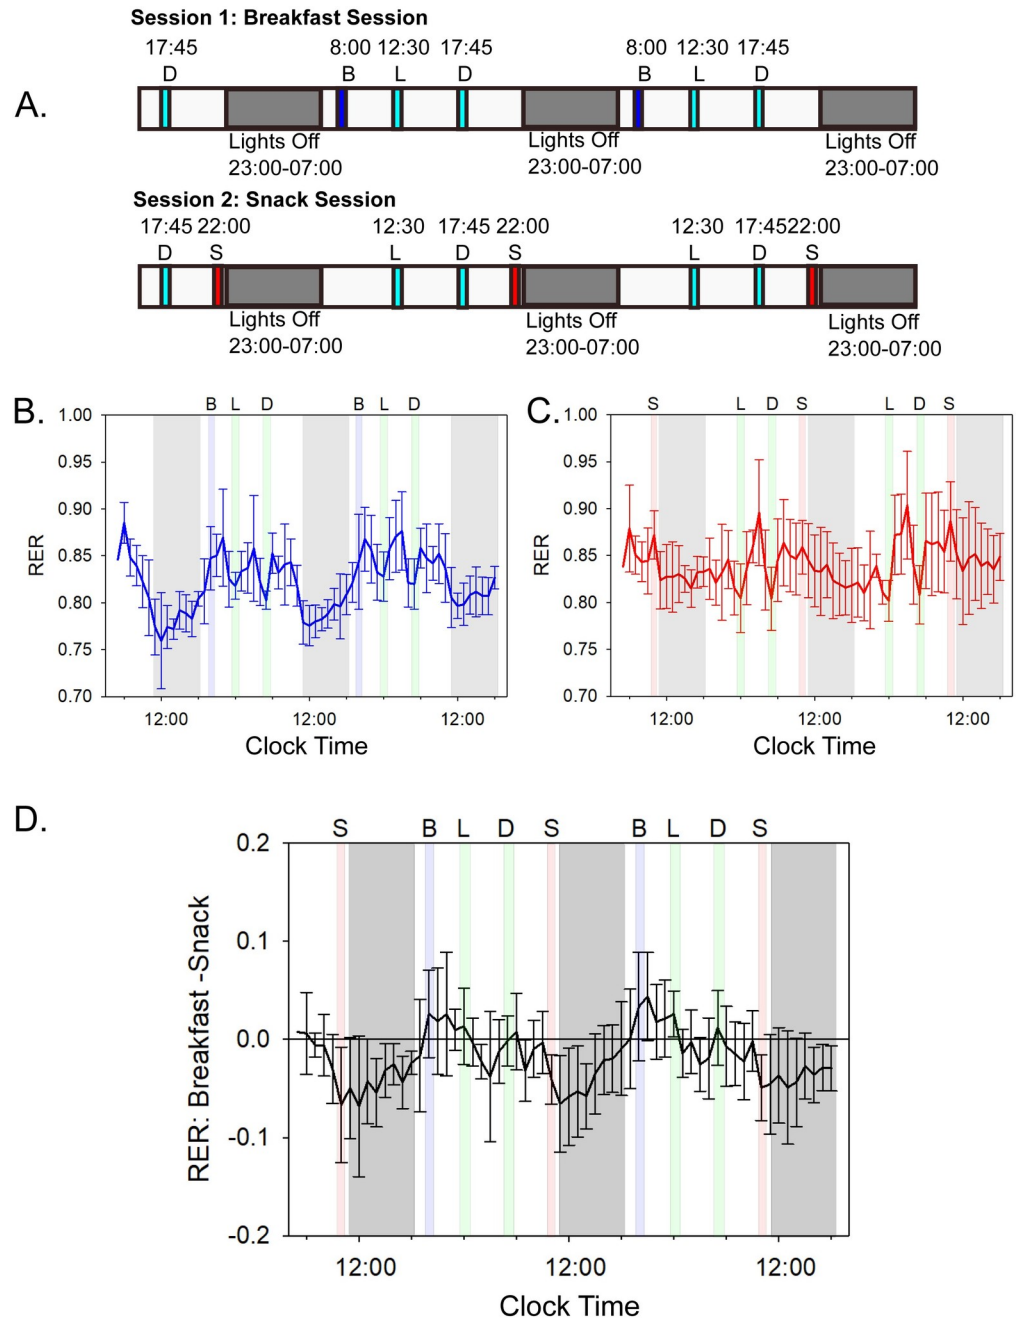 Session 1: Breakfast Session
17:45 8:00 12:30 17:45 8:00 12:30 17:45
D B L D B L D
A.
Lights Off Lights Off Lights Off
23:00-07:00 23:00-07:00 23:00-07:00
Session 2: Snack Session
17:45 22:00 12:30 17:45 22:00 12:30 17:45 22:00
D S L D S L D S
Lights Off Lights Off Lights Off
23:00-07:00 23:00-07:00 23:00-07:00
B.
B L D B L D
1.00
0.95
0.90
0.85
0.80
0.75
0.70
RER
12:00 12:00 12:00
Clock Time
C.
S L D S L D S
1.00
0.95
0.90
0.85
0.80
0.75
0.70
RER
12:00 12:00 12:00
Clock Time
D.
S B L D S B L D S
0.2
0.1
0.0
-0.1
-0.2
RER: Breakfast -Snack
12:00 12:00 12:00
Clock Time